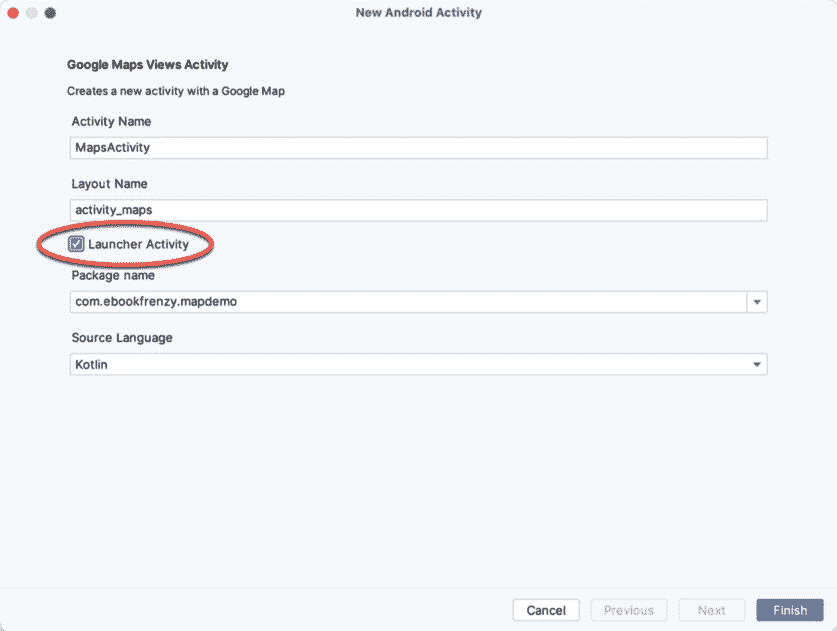 New Android Activity
Google Maps Views Activity
Creates a new activity with a Google Map
Activity Name
MapsActivity
Layout Name
activity_maps
Launcher Activity
Package name
com.ebookfrenzy.mapdemo
Source Language
Kotlin
Cancel Previous Next Finish